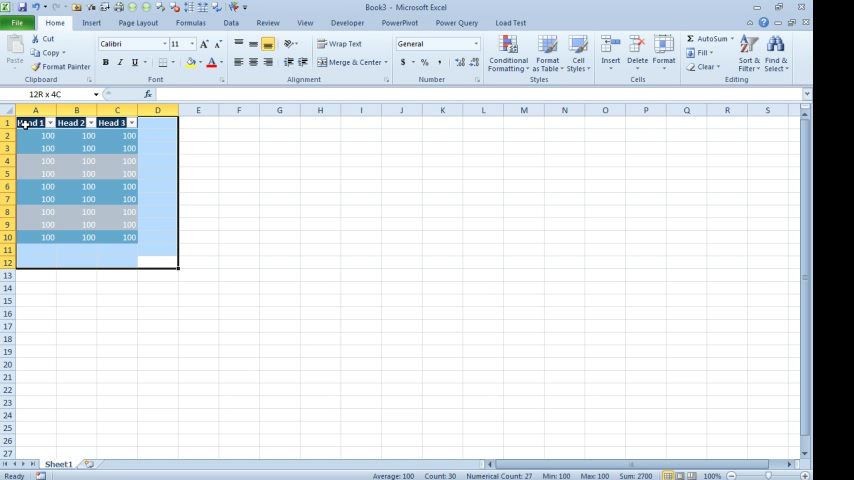 Book3 - Microsoft Excel
File Home Insert Page Layout Formulas Data Review View Developer PowerPivot Power Query Load Test
Paste Cut Copy Format Painter Clipboard
Calibri 11 A A B I U A Font
Wrap Text Merge & Center Alignment
General $ % , Number
Conditional Formatting Format as Table Cell Styles Styles
Insert Delete Format Cells
AutoSum Fill Clear Sort & Filter Find & Select Editing
12R x 4C fx
A B C D E F G H I J K L M N O P Q R S
1 Head 1 Head 2 Head 3
2 100 100 100
3 100 100 100
4 100 100 100
5 100 100 100
6 100 100 100
7 100 100 100
8 100 100 100
9 100 100 100
10 100 100 100
11
12
13
14
15
16
17
18
19
20
21
22
23
24
25
26
27
Sheet1
Ready Average: 100 Count: 30 Numerical Count: 27 Min: 100 Max: 100 Sum: 2700 100%